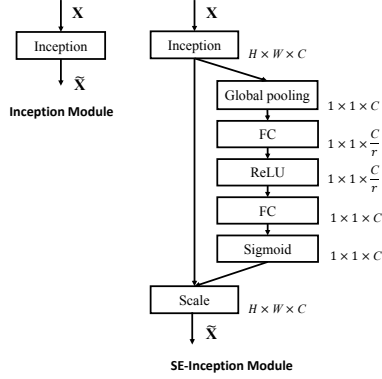 X
Inception
X̃
Inception Module
X
Inception
H × W × C
Global pooling
1 × 1 × C
FC
1 × 1 × C/r
ReLU
1 × 1 × C/r
FC
1 × 1 × C
Sigmoid
1 × 1 × C
Scale
H × W × C
X̃
SE-Inception Module